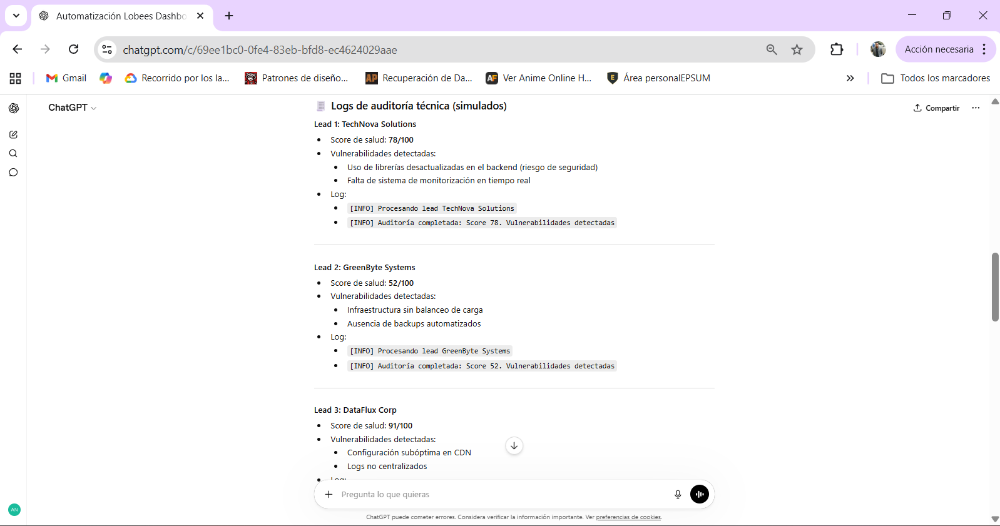 Automatización Lobees Dashbo
chatgpt.com/c/69ee1bc0-0fe4-83eb-bfd8-ec4624029aae
Acción necesaria
Gmail
Recorrido por los la...
Patrones de diseño...
AP
Recuperación de Da...
AF
Ver Anime Online H...
E
Área personalEPSUM
Todos los marcadores
ChatGPT
Compartir
Logs de auditoría técnica (simulados)
Lead 1: TechNova Solutions
Score de salud: 78/100
Vulnerabilidades detectadas:
Uso de librerías desactualizadas en el backend (riesgo de seguridad)
Falta de sistema de monitorización en tiempo real
Log:
[INFO] Procesando lead TechNova Solutions
[INFO] Auditoría completada: Score 78. Vulnerabilidades detectadas
Lead 2: GreenByte Systems
Score de salud: 52/100
Vulnerabilidades detectadas:
Infraestructura sin balanceo de carga
Ausencia de backups automatizados
Log:
[INFO] Procesando lead GreenByte Systems
[INFO] Auditoría completada: Score 52. Vulnerabilidades detectadas
Lead 3: DataFlux Corp
Score de salud: 91/100
Vulnerabilidades detectadas:
Configuración subóptima en CDN
Logs no centralizados
Log:
Pregunta lo que quieras
AN
ChatGPT puede cometer errores. Considera verificar la información importante. Ver preferencias de cookies.